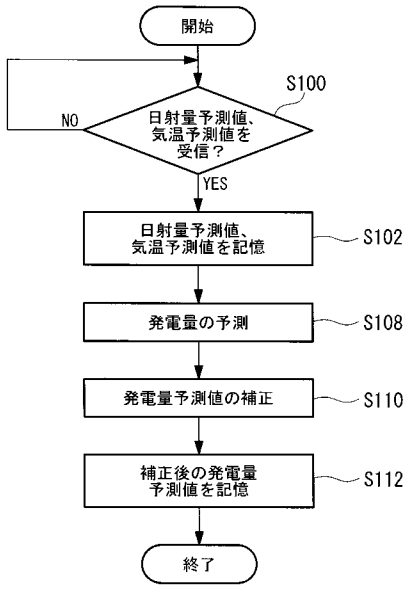 開始
S100
日射量予測値、
気温予測値を
受信？
NO
YES
日射量予測値、
気温予測値を記憶
S102
発電量の予測
S108
発電量予測値の補正
S110
補正後の発電量
予測値を記憶
S112
終了